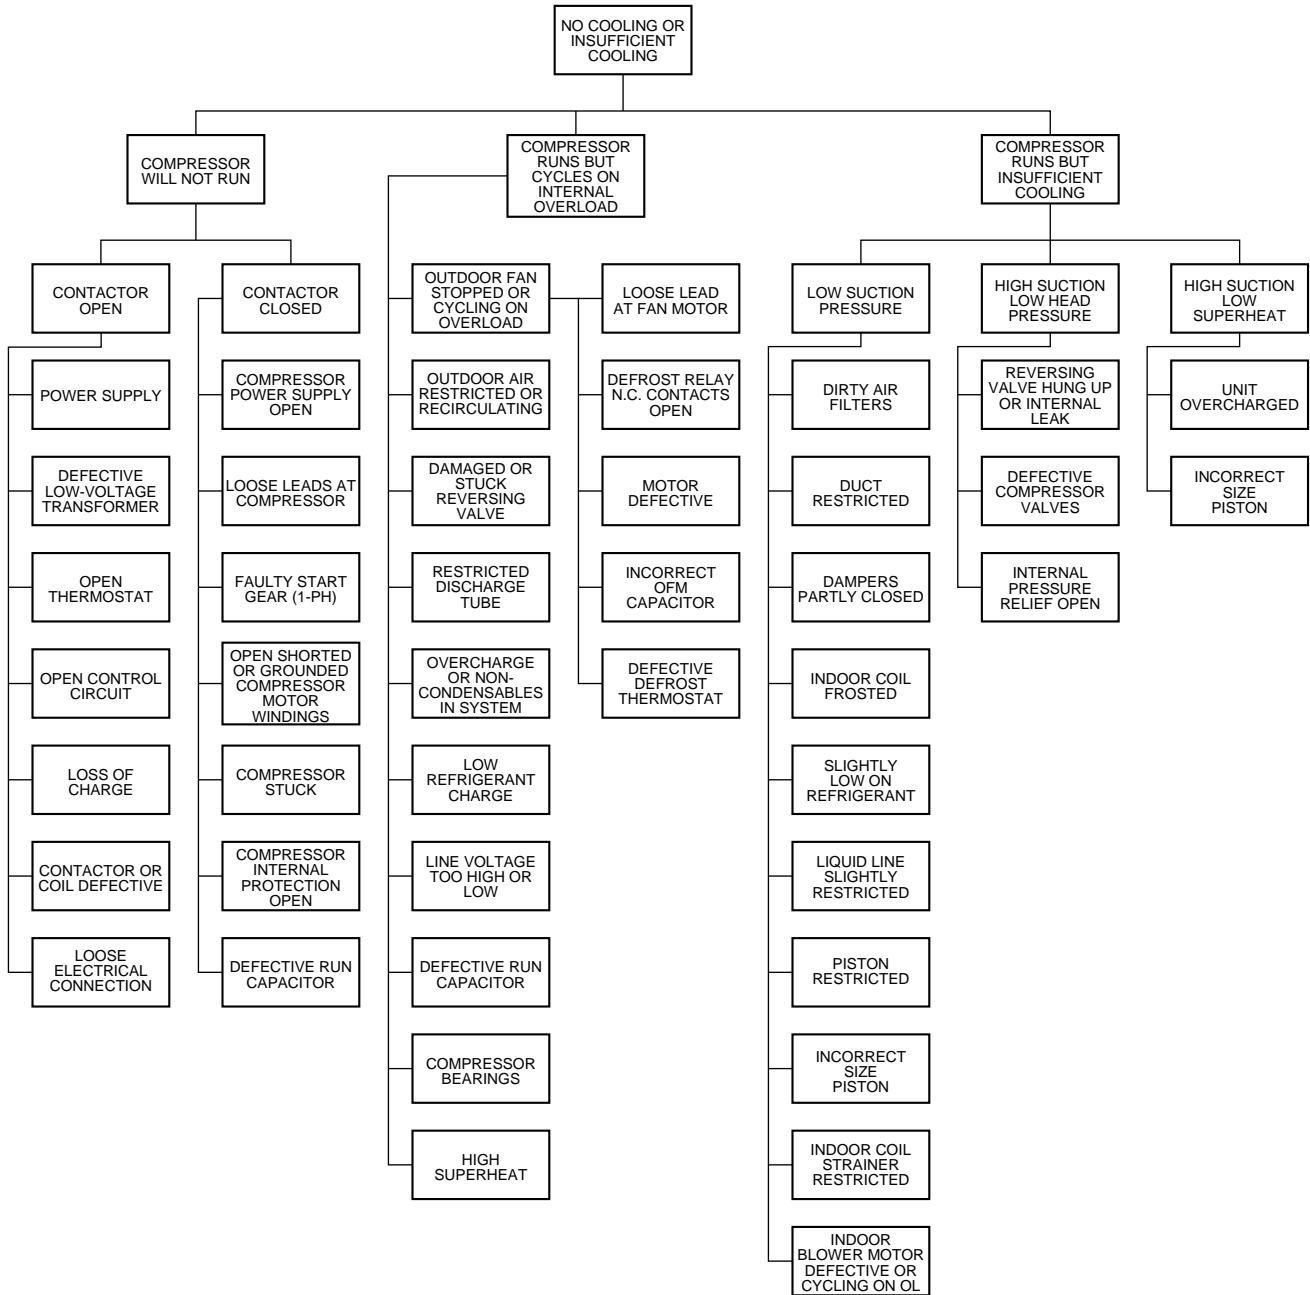 NO COOLING OR
INSUFFICIENT
COOLING
COMPRESSOR
WILL NOT RUN
COMPRESSOR
RUNS BUT
CYCLES ON
INTERNAL
OVERLOAD
COMPRESSOR
RUNS BUT
INSUFFICIENT
COOLING
CONTACTOR
OPEN
POWER SUPPLY
DEFECTIVE
LOW-VOLTAGE
TRANSFORMER
OPEN
THERMOSTAT
OPEN CONTROL
CIRCUIT
LOSS OF
CHARGE
CONTACTOR OR
COIL DEFECTIVE
LOOSE
ELECTRICAL
CONNECTION
CONTACTOR
CLOSED
COMPRESSOR
POWER SUPPLY
OPEN
LOOSE LEADS AT
COMPRESSOR
FAULTY START
GEAR (1-PH)
OPEN SHORTED
OR GROUNDED
COMPRESSOR
MOTOR
WINDINGS
COMPRESSOR
STUCK
COMPRESSOR
INTERNAL
PROTECTION
OPEN
DEFECTIVE RUN
CAPACITOR
OUTDOOR FAN
STOPPED OR
CYCLING ON
OVERLOAD
OUTDOOR AIR
RESTRICTED OR
RECIRCULATING
DAMAGED OR
STUCK
REVERSING
VALVE
RESTRICTED
DISCHARGE
TUBE
OVERCHARGE
OR NON-
CONDENSABLES
IN SYSTEM
LOW
REFRIGERANT
CHARGE
LINE VOLTAGE
TOO HIGH OR
LOW
DEFECTIVE RUN
CAPACITOR
COMPRESSOR
BEARINGS
HIGH
SUPERHEAT
LOOSE LEAD
AT FAN MOTOR
DEFROST RELAY
N.C. CONTACTS
OPEN
MOTOR
DEFECTIVE
INCORRECT
OFM
CAPACITOR
DEFECTIVE
DEFROST
THERMOSTAT
LOW SUCTION
PRESSURE
DIRTY AIR
FILTERS
DUCT
RESTRICTED
DAMPERS
PARTLY CLOSED
INDOOR COIL
FROSTED
SLIGHTLY
LOW ON
REFRIGERANT
LIQUID LINE
SLIGHTLY
RESTRICTED
PISTON
RESTRICTED
INCORRECT
SIZE
PISTON
INDOOR COIL
STRAINER
RESTRICTED
INDOOR
BLOWER MOTOR
DEFECTIVE OR
CYCLING ON OL
HIGH SUCTION
LOW HEAD
PRESSURE
REVERSING
VALVE HUNG UP
OR INTERNAL
LEAK
DEFECTIVE
COMPRESSOR
VALVES
INTERNAL
PRESSURE
RELIEF OPEN
HIGH SUCTION
LOW
SUPERHEAT
UNIT
OVERCHARGED
INCORRECT
SIZE
PISTON